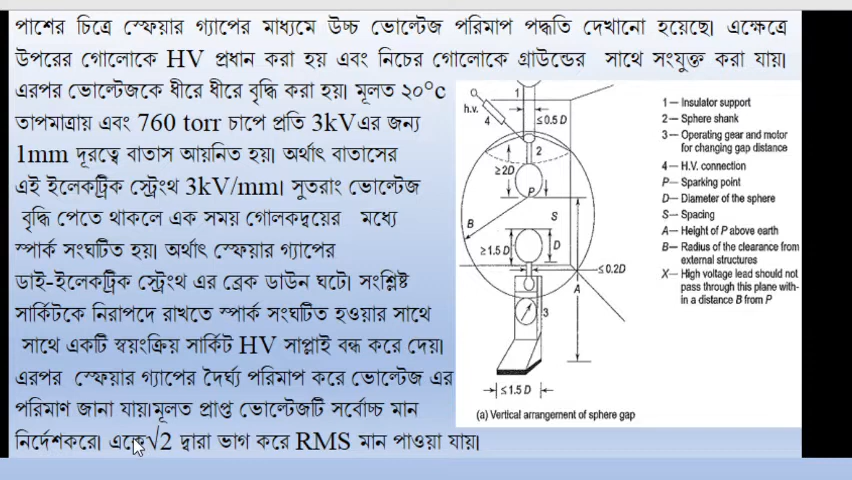 পাশের চিত্রে স্ফেয়ার গ্যাপের মাধ্যমে উচ্চ ভোল্টেজ পরিমাপ পদ্ধতি দেখানো হয়েছে। এক্ষেত্রে
উপরের গোলোকে HV প্রধান করা হয় এবং নিচের গোলোকে গ্রাউন্ডের সাথে সংযুক্ত করা যায়।
এরপর ভোল্টেজকে ধীরে ধীরে বৃদ্ধি করা হয়। মূলত ২০°c
তাপমাত্রায় এবং 760 torr চাপে প্রতি 3kVএর জন্য
1mm দূরত্বে বাতাস আয়নিত হয়। অর্থাৎ বাতাসের
এই ইলেকট্রিক স্ট্রেংথ 3kV/mm। সুতরাং ভোল্টেজ
বৃদ্ধি পেতে থাকলে এক সময় গোলকদ্বয়ের মধ্যে
স্পার্ক সংঘটিত হয়। অর্থাৎ স্ফেয়ার গ্যাপের
ডাই-ইলেকট্রিক স্ট্রেংথ এর ব্রেক ডাউন ঘটে। সংশ্লিষ্ট
সার্কিটকে নিরাপদে রাখতে স্পার্ক সংঘটিত হওয়ার সাথে
সাথে একটি স্বয়ংক্রিয় সার্কিট HV সাপ্লাই বন্ধ করে দেয়।
এরপর স্ফেয়ার গ্যাপের দৈর্ঘ্য পরিমাপ করে ভোল্টেজ এর
পরিমাণ জানা যায়।মূলত প্রাপ্ত ভোল্টেজটি সর্বোচ্চ মান
নির্দেশকরে। একে√2 দ্বারা ভাগ করে RMS মান পাওয়া যায়।
h.v.
1
≤0.5 D
4
2
≥2D
P
S
B
≥1.5D
D
≤0.2D
A
3
≤1.5 D
1— Insulator support
2— Sphere shank
3— Operating gear and motor
for changing gap distance
4— H.V. connection
P— Sparking point
D— Diameter of the sphere
S— Spacing
A— Height of P above earth
B— Radius of the clearance from
external structures
X— High voltage lead should not
pass through this plane with-
in a distance B from P
(a) Vertical arrangement of sphere gap